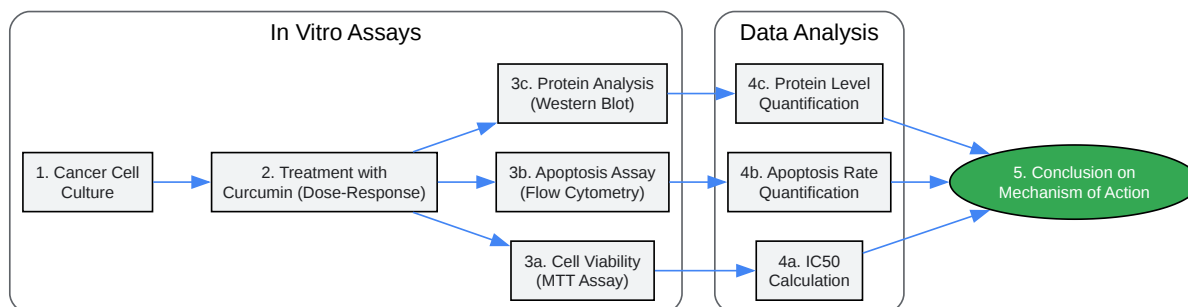 In Vitro Assays
Data Analysis
3c. Protein Analysis
(Western Blot)
4c. Protein Level
Quantification
1. Cancer Cell
Culture
2. Treatment with
Curcumin (Dose-Response)
3b. Apoptosis Assay
(Flow Cytometry)
4b. Apoptosis Rate
Quantification
5. Conclusion on
Mechanism of Action
3a. Cell Viability
(MTT Assay)
4a. IC50
Calculation